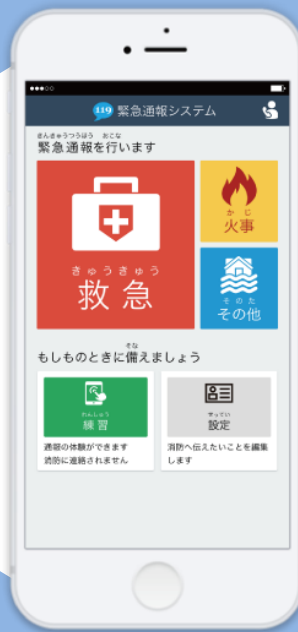 119 緊急通報システム
きんきゅうつうほう おこな
緊急通報を行います
きゅうきゅう
救急
かじ
火事
そのた
その他
そな
もしものときに備えましょう
れんしゅう
練習
通報の体験ができます
消防に連絡されません
せってい
設定
消防へ伝えたいことを編集
します